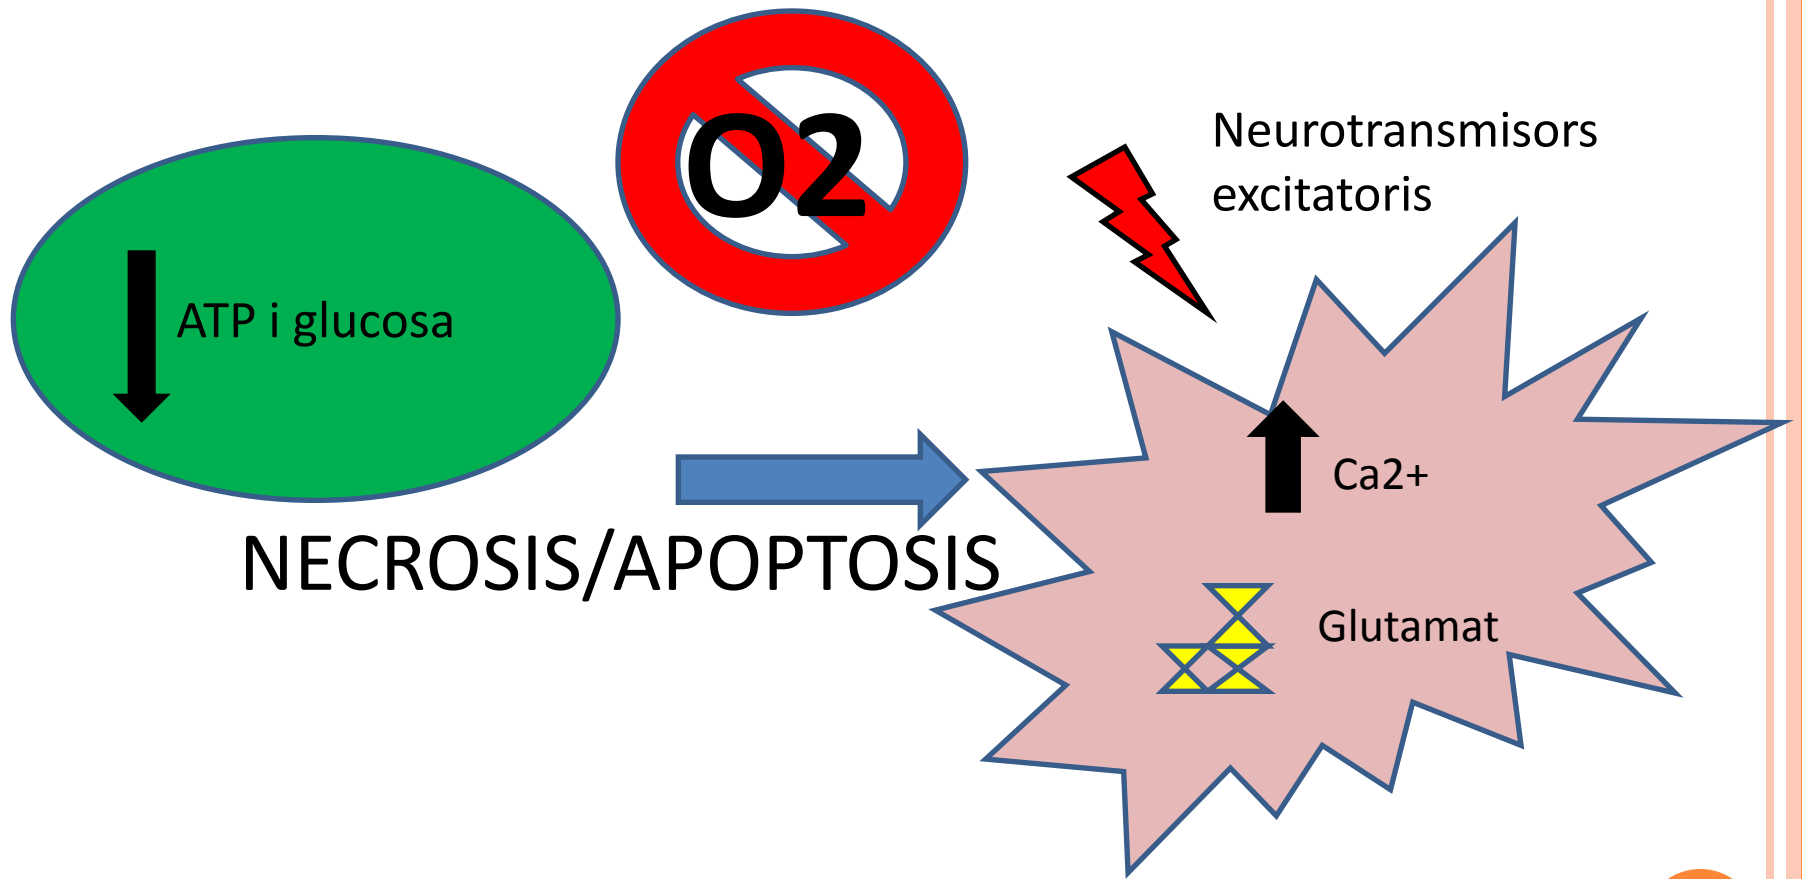 O2
Neurotransmisors
excitatoris
ATP i glucosa
Ca2+
NECROSIS/APOPTOSIS
Glutamat